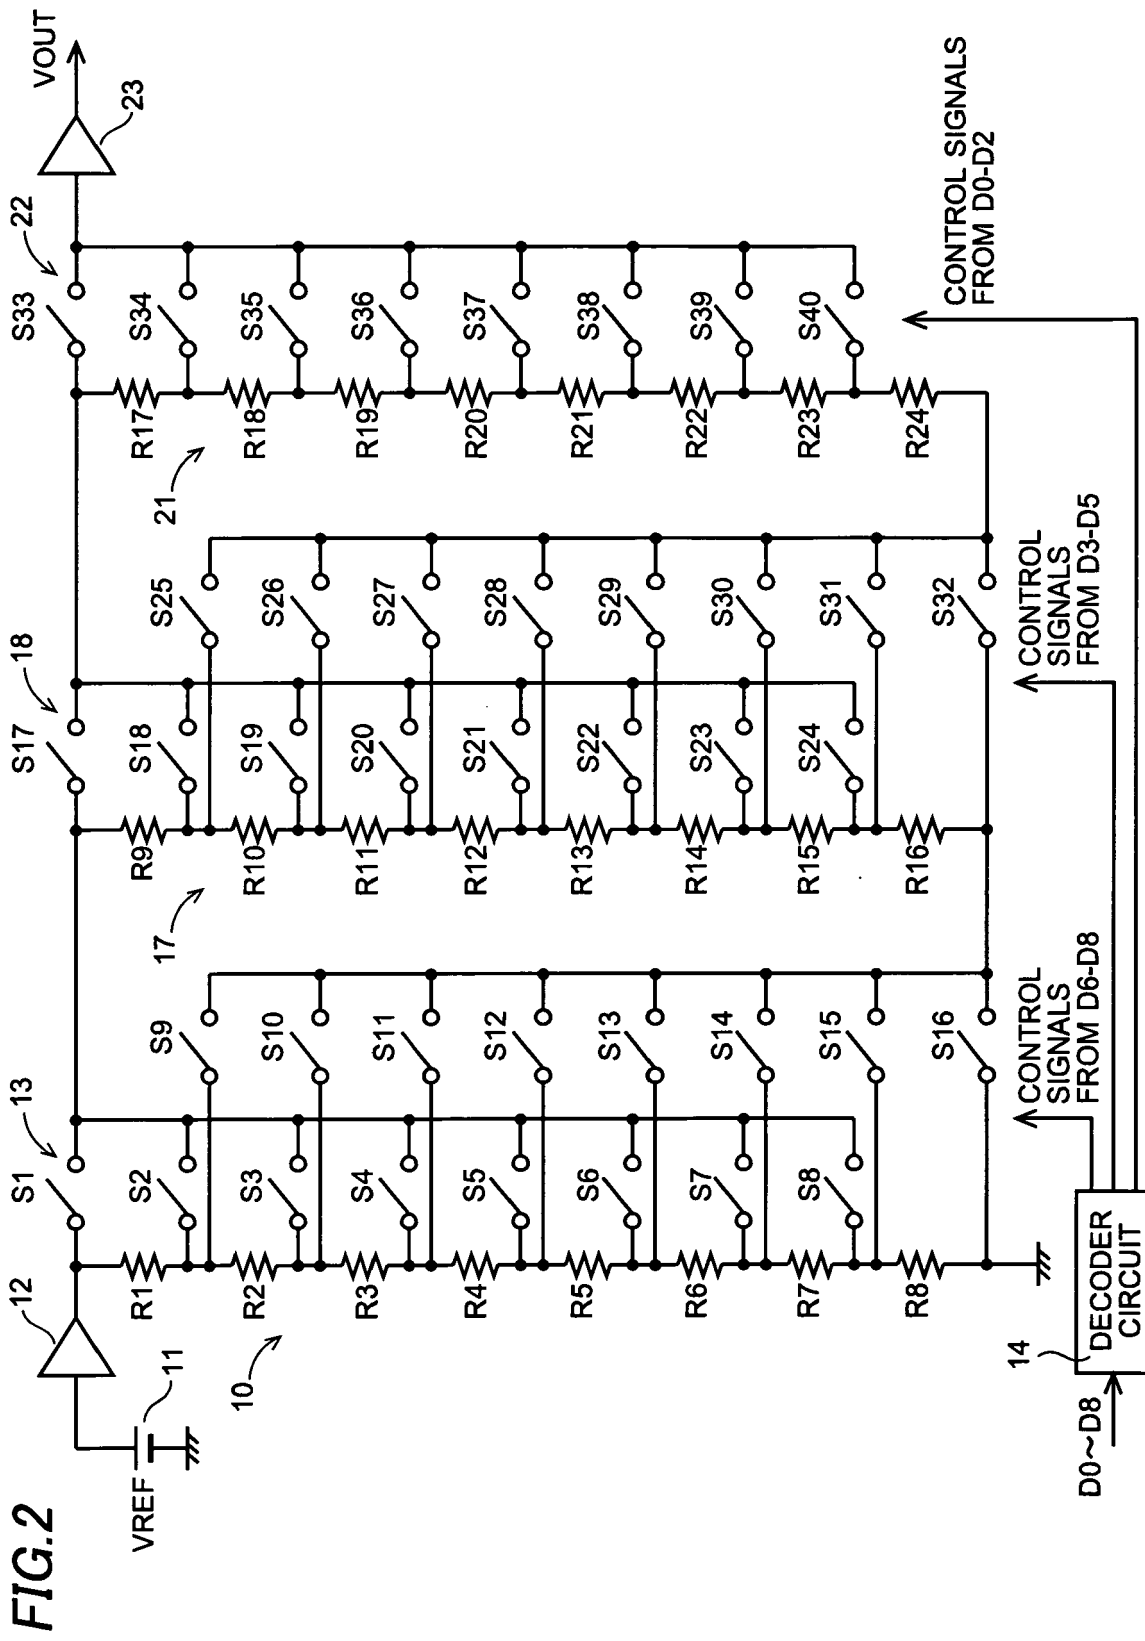 FIG.2
VREF
11
12
10
R1
R2
R3
R4
R5
R6
R7
R8
13
S1
S2
S3
S4
S5
S6
S7
S8
S9
S10
S11
S12
S13
S14
S15
S16
17
R9
R10
R11
R12
R13
R14
R15
R16
18
S17
S18
S19
S20
S21
S22
S23
S24
S25
S26
S27
S28
S29
S30
S31
S32
21
R17
R18
R19
R20
R21
R22
R23
R24
22
S33
S34
S35
S36
S37
S38
S39
S40
23
VOUT
D0~D8
14
DECODER
CIRCUIT
CONTROL
SIGNALS
FROM D6-D8
CONTROL
SIGNALS
FROM D3-D5
CONTROL SIGNALS
FROM D0-D2